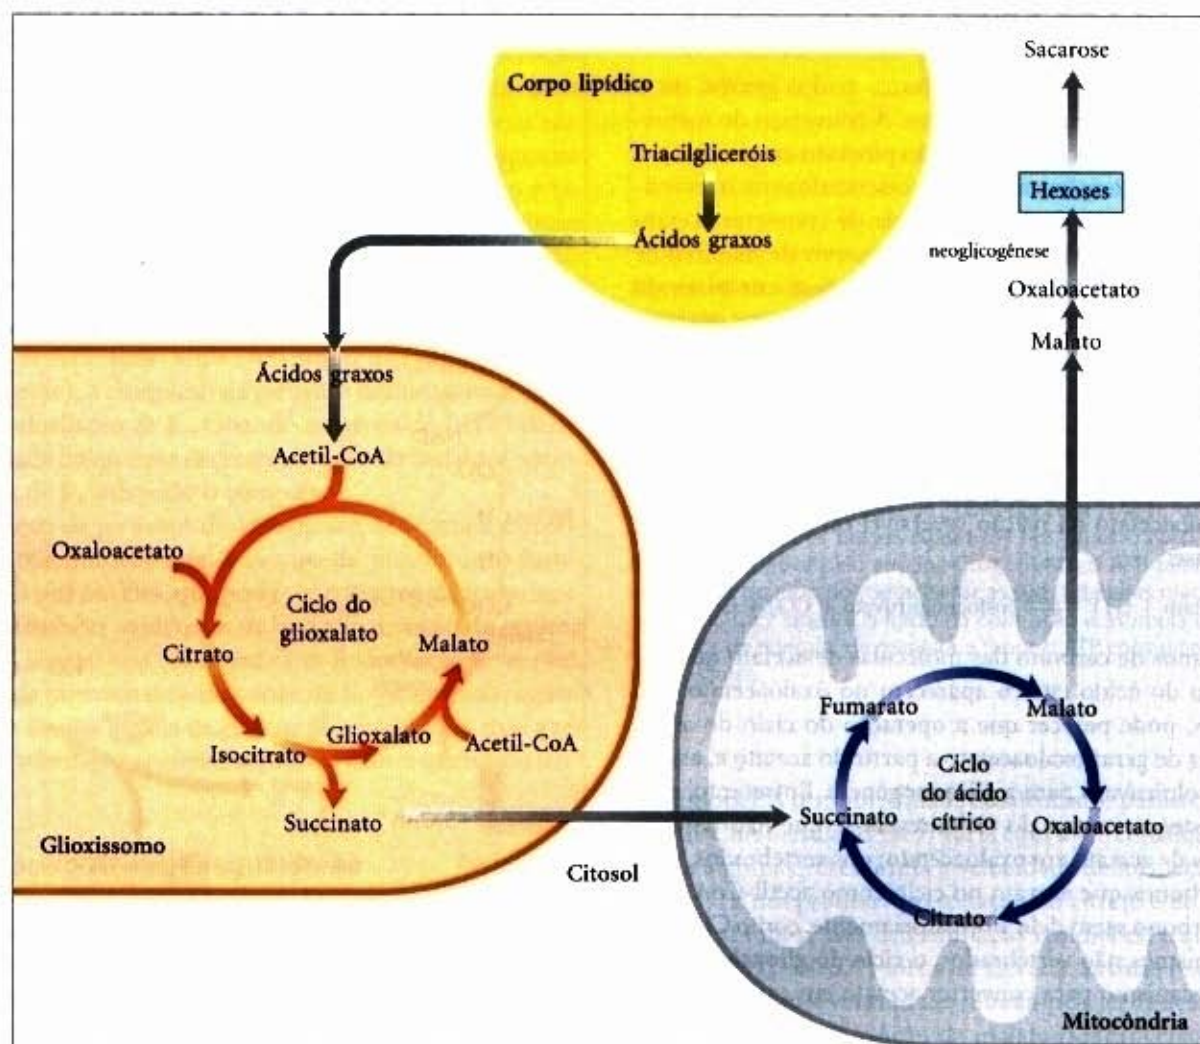 Sacarose
Corpo lipídico
Triacilgliceróis
Hexoses
Ácidos graxos
neoglicogênese
Oxaloacetato
Malato
Ácidos graxos
Acetil-CoA
Oxaloacetato
Ciclo do
glioxalato
Malato
Citrato
Glioxalato
Isocitrato
Acetil-CoA
Succinato
Glioxissomo
Citosol
Fumarato
Malato
Ciclo
do ácido
cítrico
Succinato
Oxaloacetato
Citrato
Mitocôndria